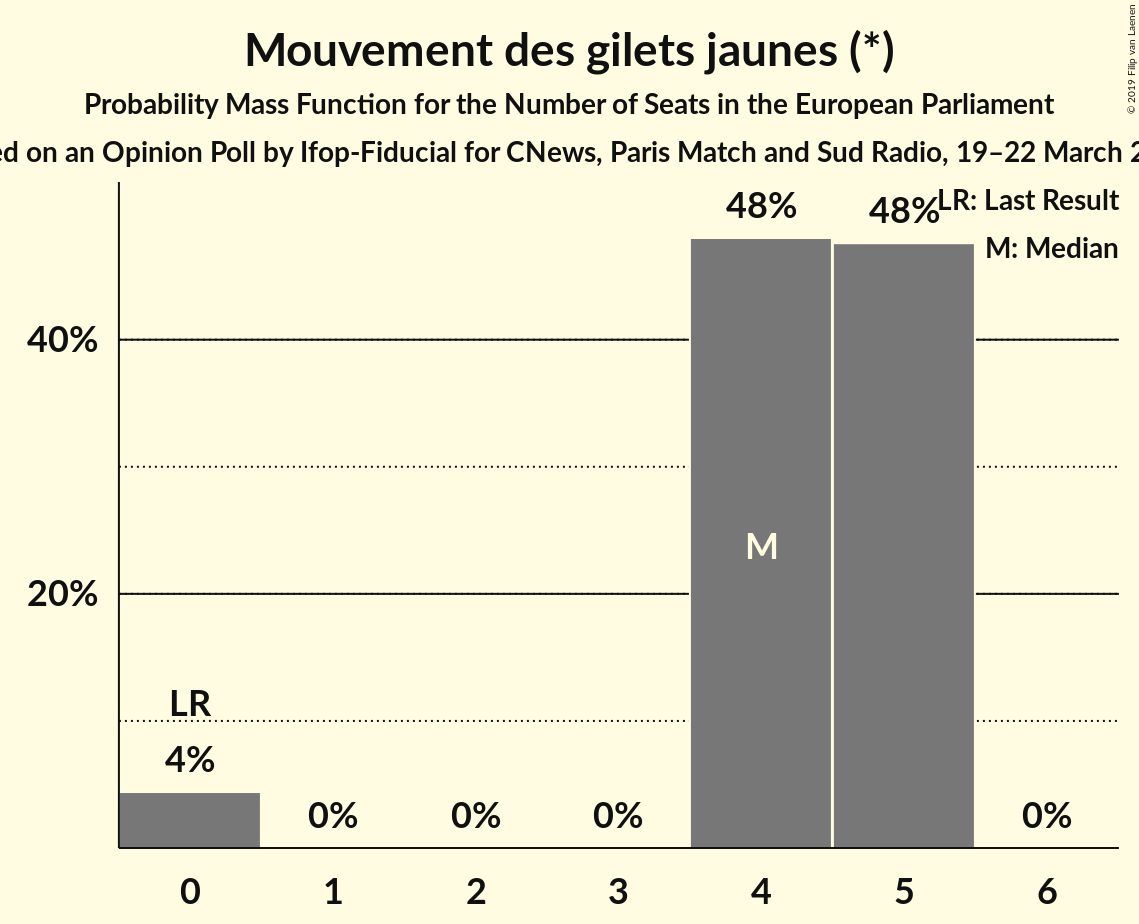 Mouvement des gilets jaunes (*)
Probability Mass Function for the Number of Seats in the European Parliament
on an Opinion Poll by Ifop-Fiducial for CNews, Paris Match and Sud Radio, 19–22 March
© 2019 Filip van Laenen
LR: Last Result
M: Median
48%
48%
40%
M
20%
LR
4%
0%
0%
0%
0%
0 1 2 3 4 5 6